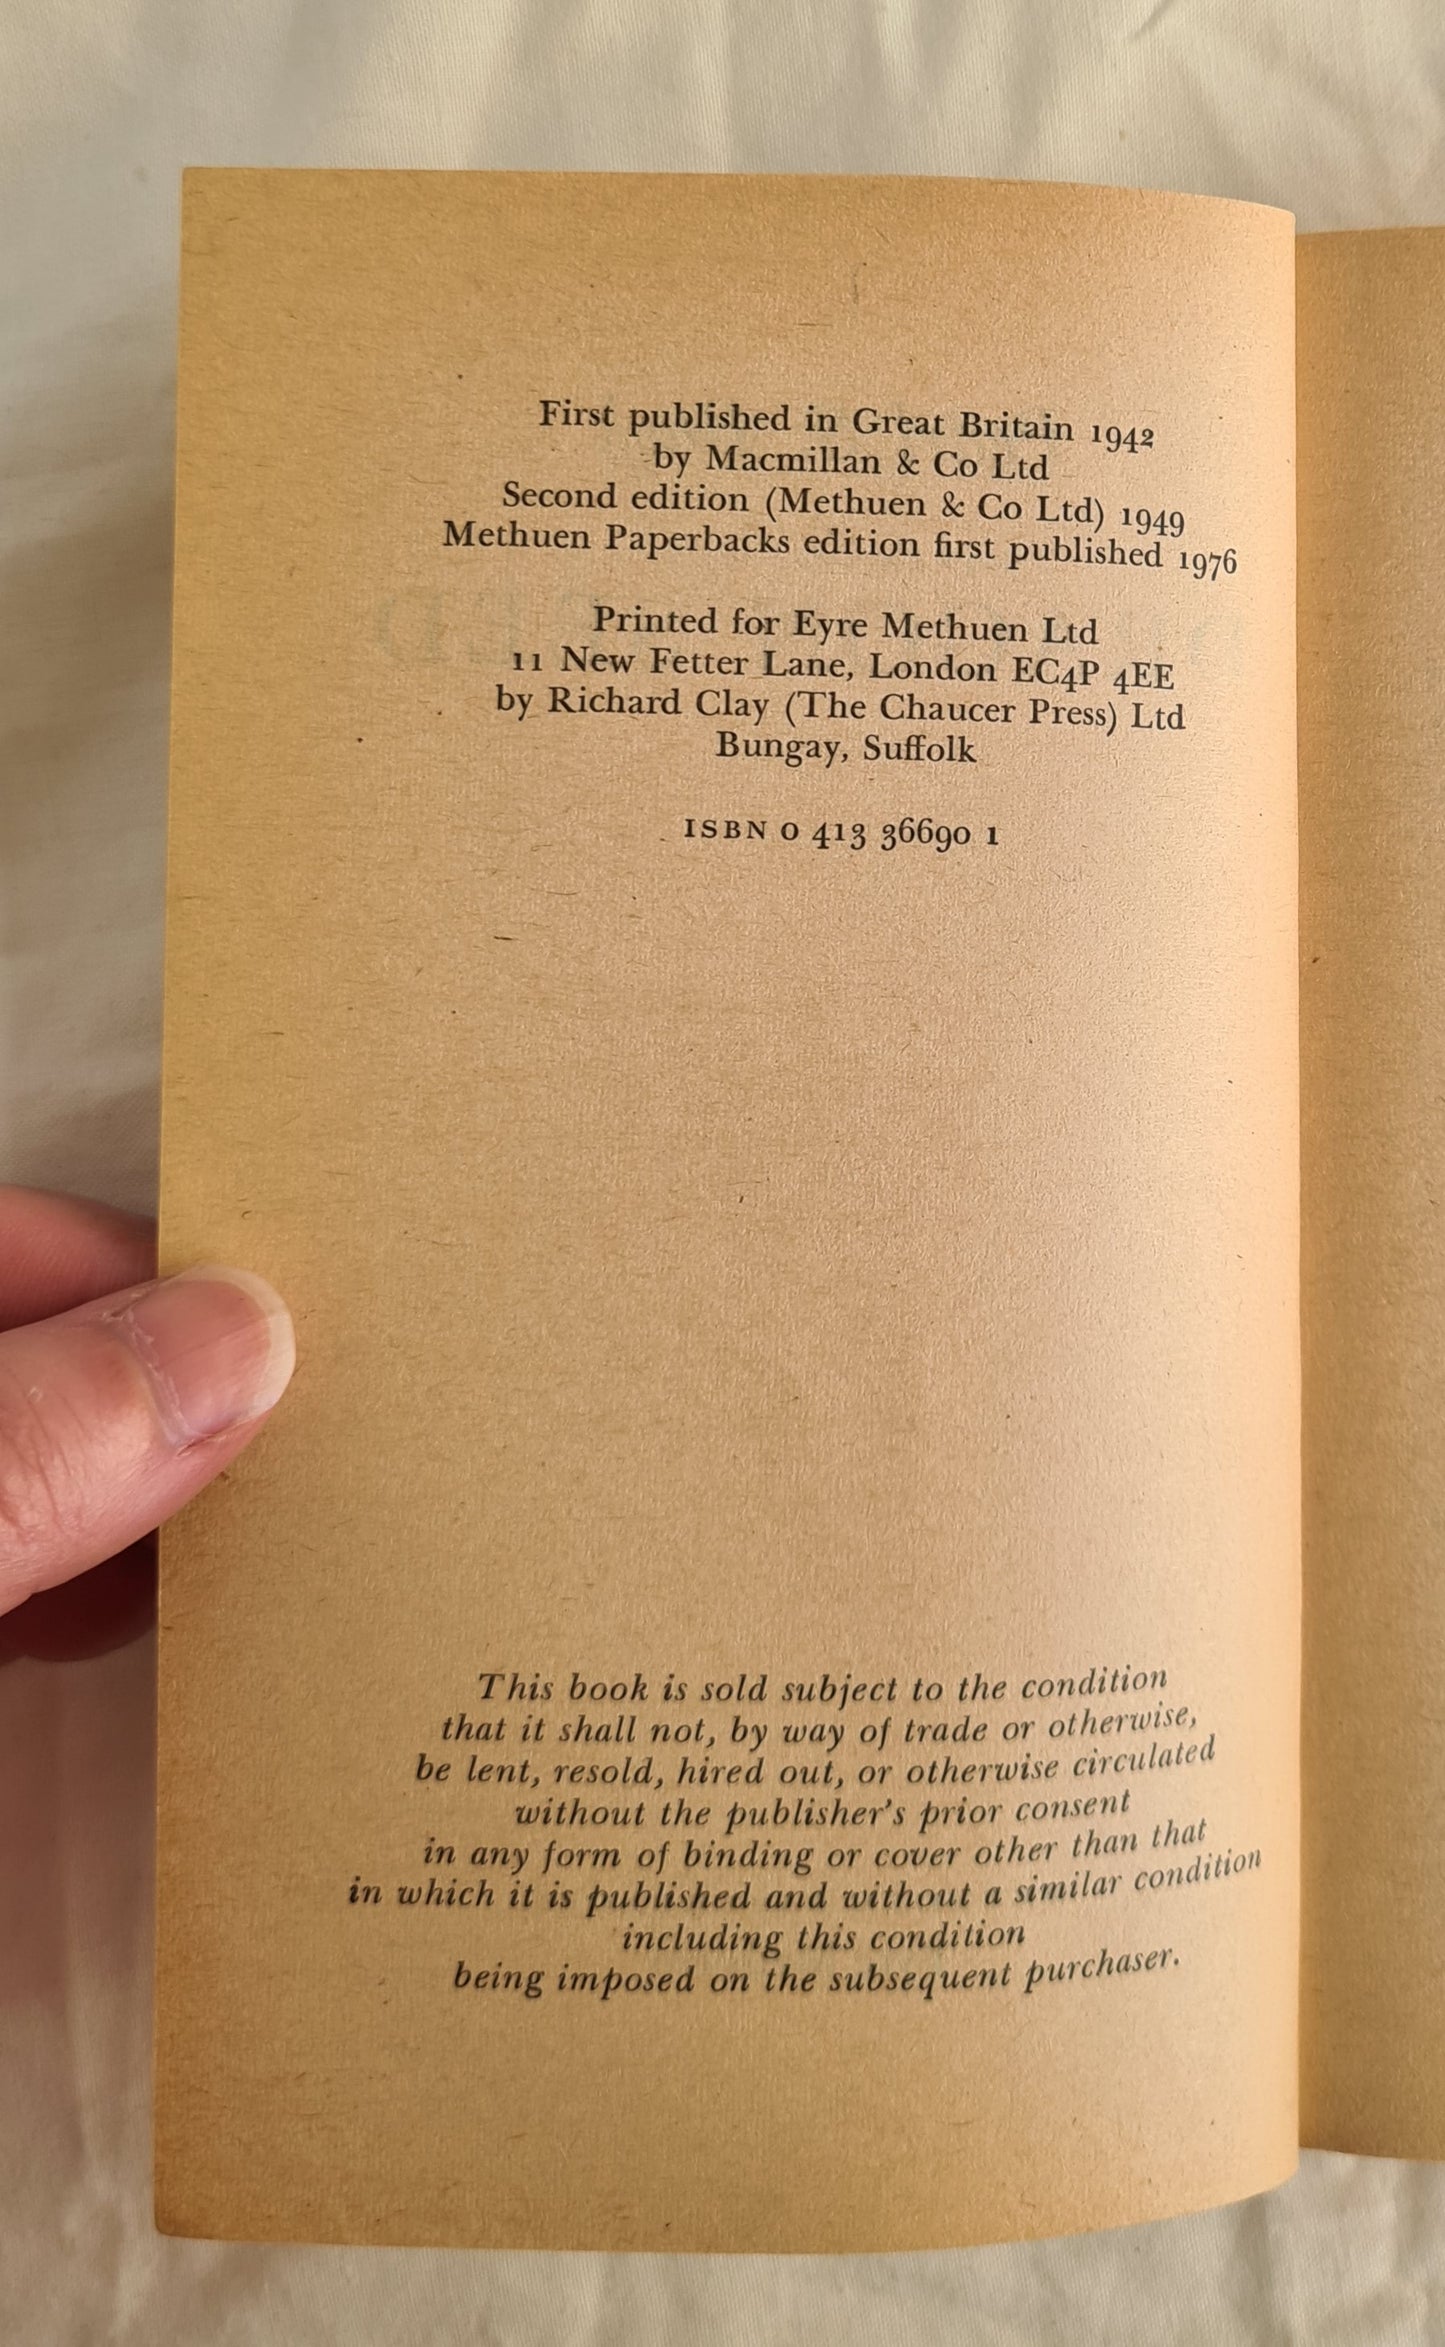 First published in Great Britain 1942
by Macmillan & Co Ltd
Second edition (Methuen & Co Ltd) 1949
Methuen Paperbacks edition first published 1976
Printed for Eyre Methuen Ltd
11 New Fetter Lane, London EC4P 4EE
by Richard Clay (The Chaucer Press) Ltd
Bungay, Suffolk
ISBN 0 413 36690 1
This book is sold subject to the condition
that it shall not, by way of trade or otherwise,
be lent, resold, hired out, or otherwise circulated
without the publisher's prior consent
in any form of binding or cover other than that
in which it is published and without a similar condition
including this condition
being imposed on the subsequent purchaser.